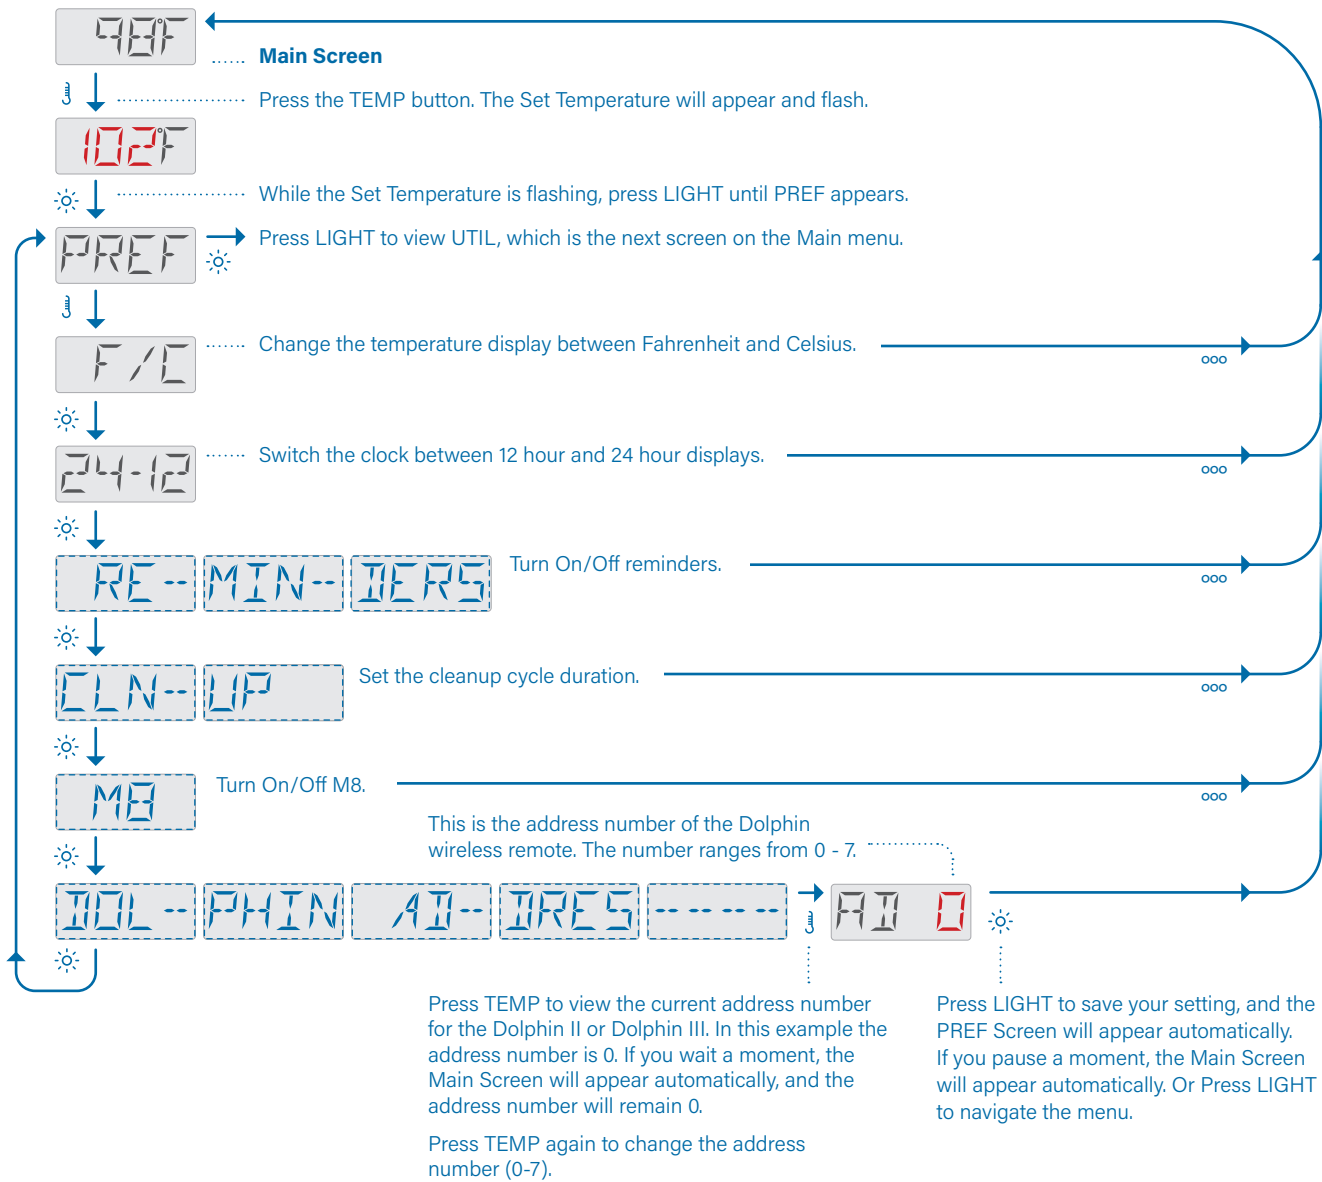 98°F
Main Screen
Press the TEMP button. The Set Temperature will appear and flash.
102°F
While the Set Temperature is flashing, press LIGHT until PREF appears.
PREF
Press LIGHT to view UTIL, which is the next screen on the Main menu.
F/C
Change the temperature display between Fahrenheit and Celsius.
24-12
Switch the clock between 12 hour and 24 hour displays.
RE- MIN- DERS
Turn On/Off reminders.
CLN- UP
Set the cleanup cycle duration.
M8
Turn On/Off M8.
This is the address number of the Dolphin
wireless remote. The number ranges from 0 - 7.
DOL- PHIN AD- DRES ----
AD 0
Press TEMP to view the current address number
for the Dolphin II or Dolphin III. In this example the
address number is 0. If you wait a moment, the
Main Screen will appear automatically, and the
address number will remain 0.
Press TEMP again to change the address
number (0-7).
Press LIGHT to save your setting, and the
PREF Screen will appear automatically.
If you pause a moment, the Main Screen
will appear automatically. Or Press LIGHT
to navigate the menu.